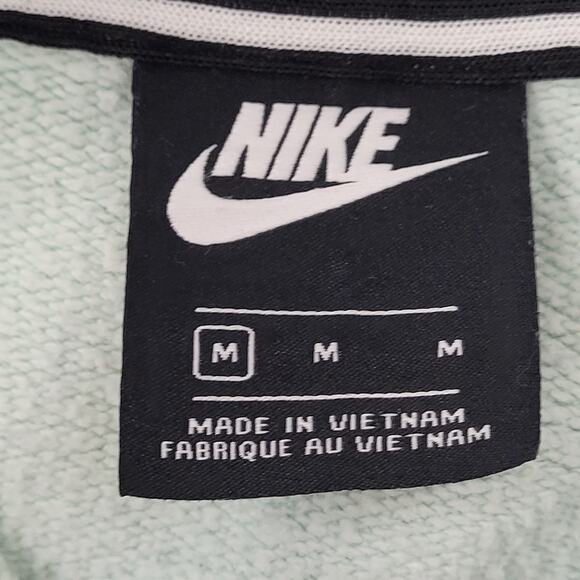 NIKE
M M M
MADE IN VIETNAM
FABRIQUE AU VIETNAM